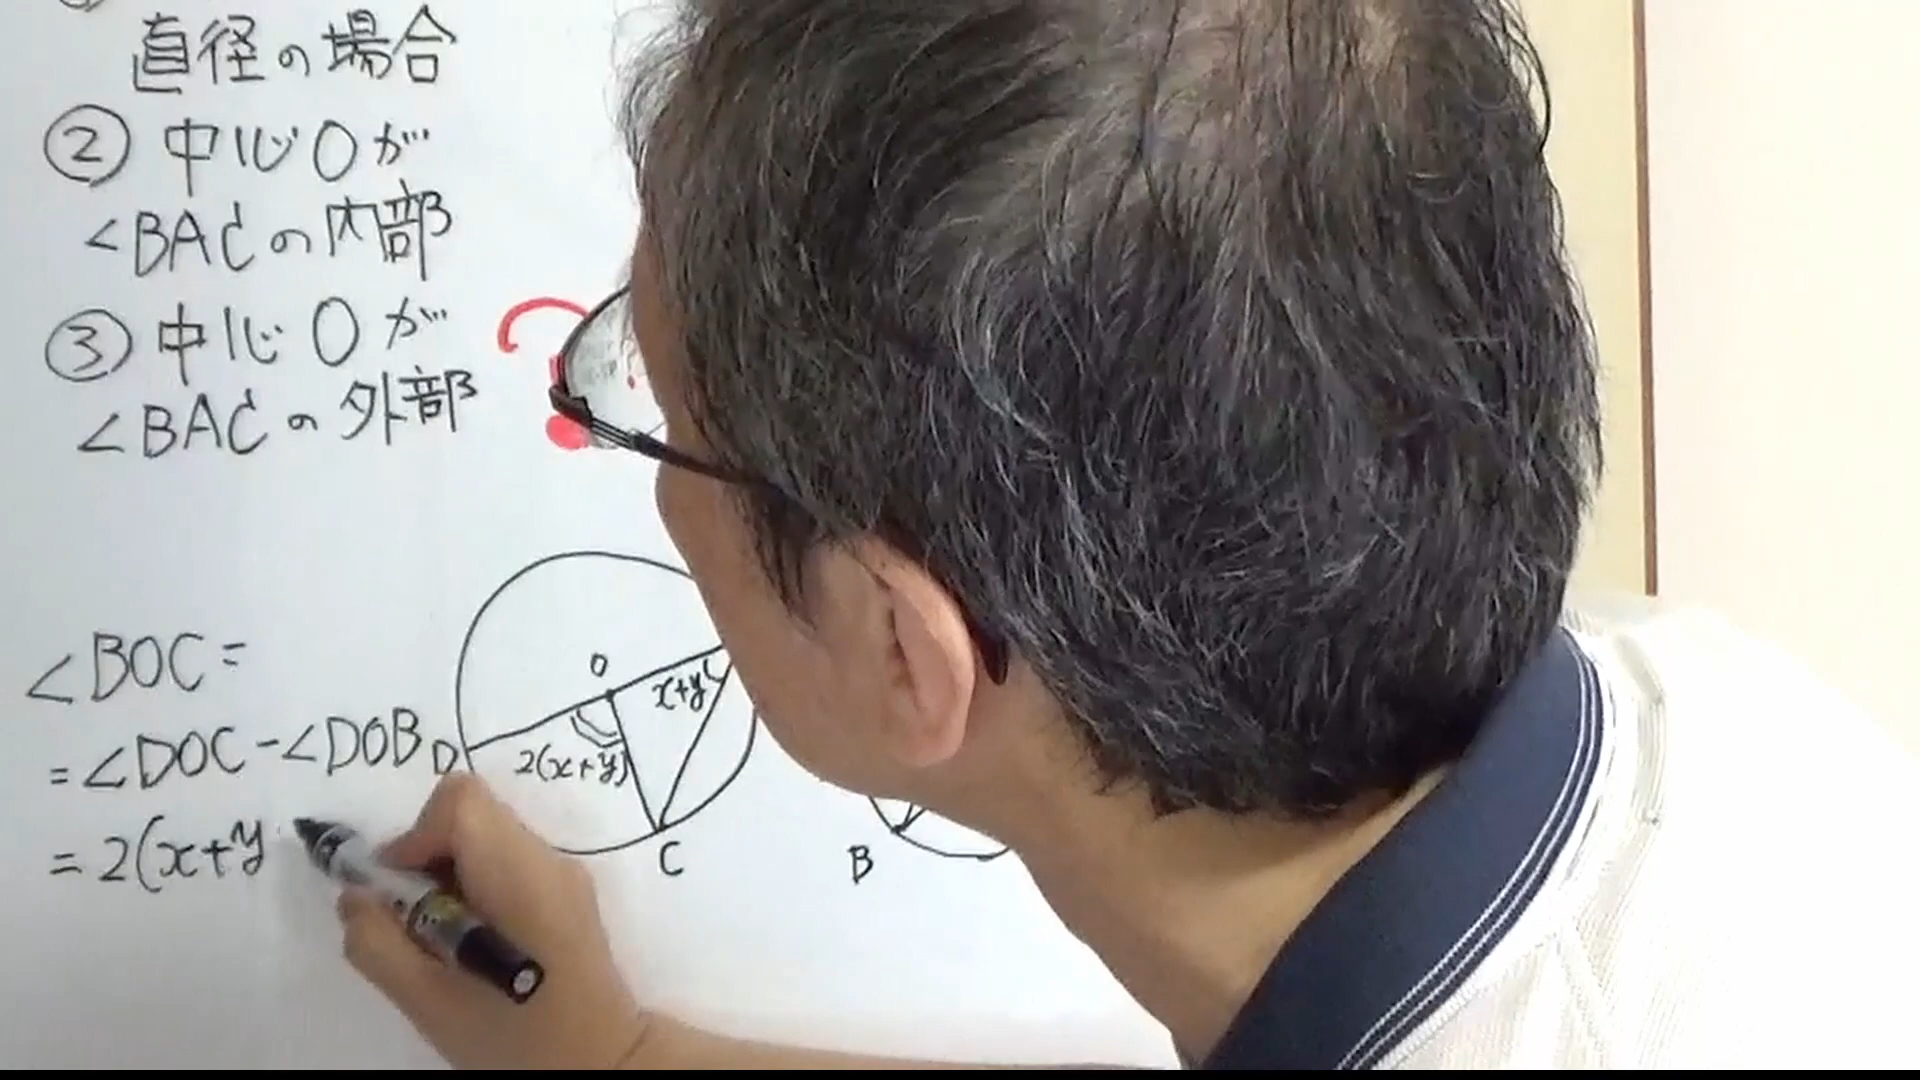 直径の場合
② 中心Oが
∠BACの内部
③ 中心Oが
∠BACの外部
∠BOC=
=∠DOC-∠DOB
=2(x+y
O
x+y
2(x+y)
D
C
B